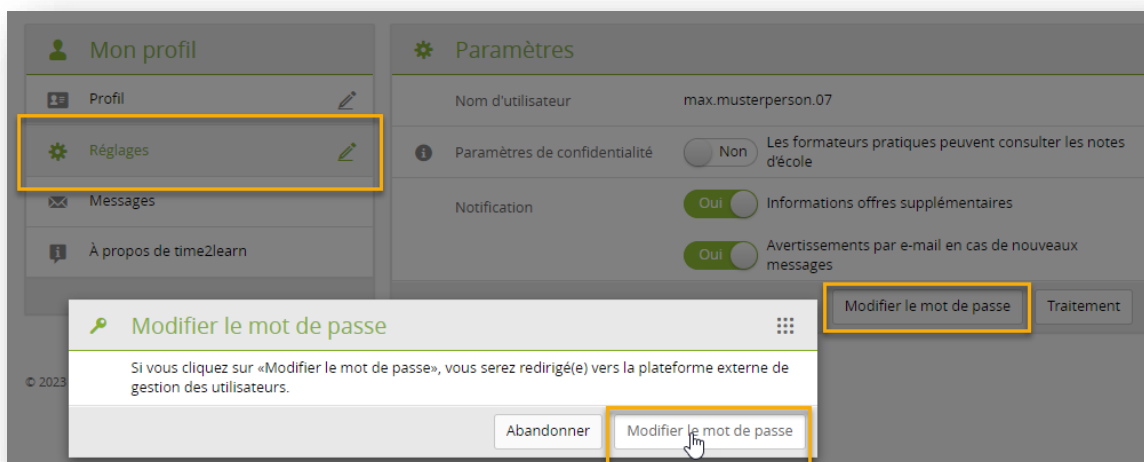 Mon profil
Profil
Réglages
Messages
À propos de time2learn
Paramètres
Nom d'utilisateur
max.musterperson.07
Paramètres de confidentialité
Non
Les formateurs pratiques peuvent consulter les notes
d'école
Notification
Oui
Informations offres supplémentaires
Oui
Avertissements par e-mail en cas de nouveaux
messages
Modifier le mot de passe
Traitement
© 2023
Modifier le mot de passe
Si vous cliquez sur «Modifier le mot de passe», vous serez redirigé(e) vers la plateforme externe de
gestion des utilisateurs.
Abandonner
Modifier le mot de passe